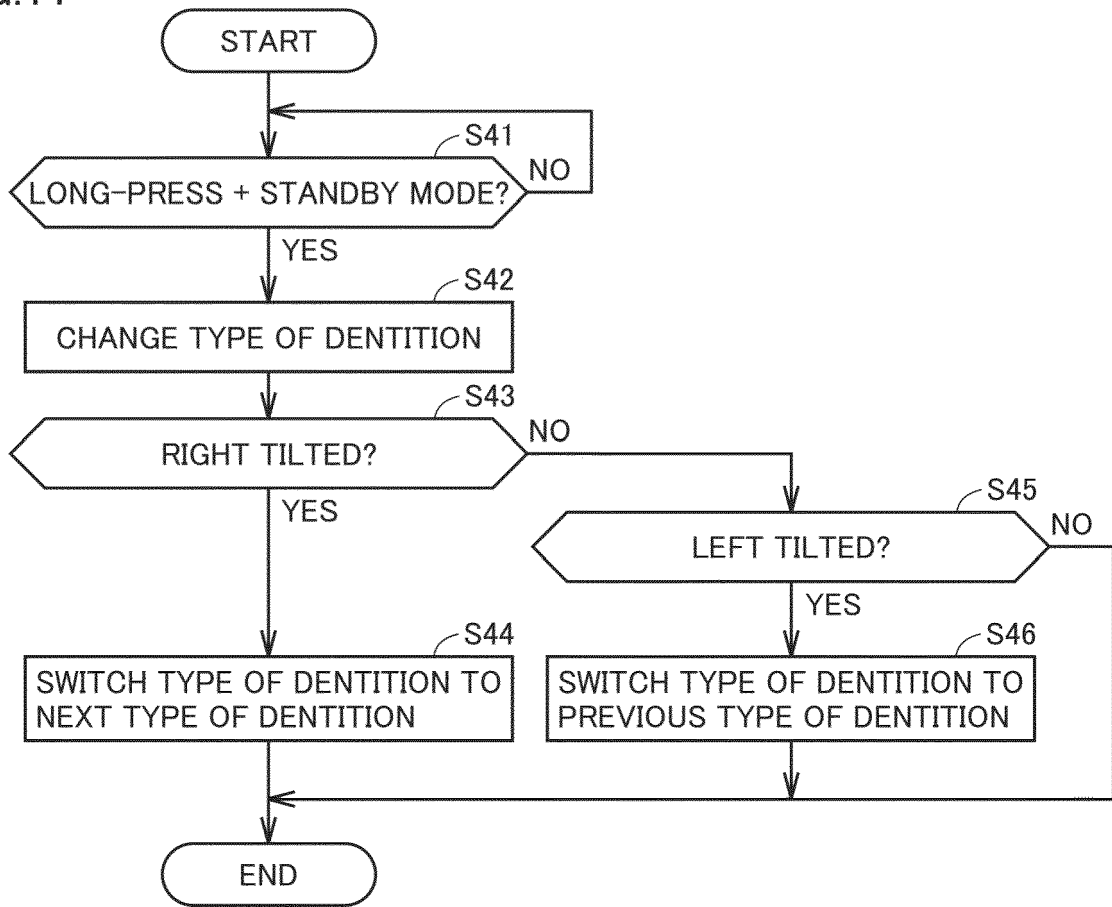 START
S41
LONG-PRESS + STANDBY MODE?
NO
YES
S42
CHANGE TYPE OF DENTITION
S43
RIGHT TILTED?
NO
YES
S45
LEFT TILTED?
NO
YES
S44
SWITCH TYPE OF DENTITION TO
NEXT TYPE OF DENTITION
S46
SWITCH TYPE OF DENTITION TO
PREVIOUS TYPE OF DENTITION
END